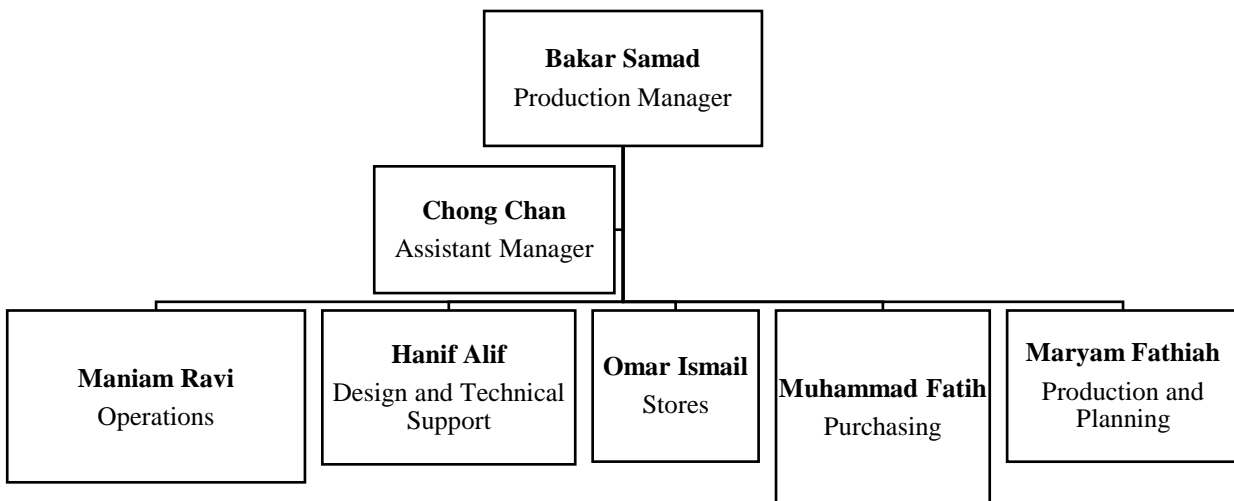 Bakar Samad
Production Manager
Chong Chan
Assistant Manager
Maniam Ravi
Operations
Hanif Alif
Design and Technical
Support
Omar Ismail
Stores
Muhammad Fatih
Purchasing
Maryam Fathiah
Production and
Planning